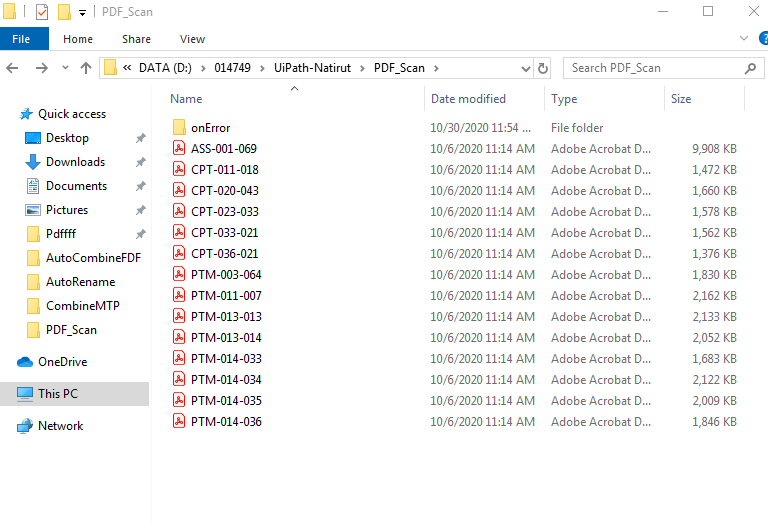 PDF_Scan
File Home Share View
« DATA (D:) > 014749 > UiPath-Natirut > PDF_Scan > Search PDF_Scan
Name Date modified Type Size
Quick access
Desktop
Downloads
Documents
Pictures
Pdffff
AutoCombineFDF
AutoRename
CombineMTP
PDF_Scan
OneDrive
This PC
Network
onError 10/30/2020 11:54 ... File folder
ASS-001-069 10/6/2020 11:14 AM Adobe Acrobat D... 9,908 KB
CPT-011-018 10/6/2020 11:14 AM Adobe Acrobat D... 1,472 KB
CPT-020-043 10/6/2020 11:14 AM Adobe Acrobat D... 1,660 KB
CPT-023-033 10/6/2020 11:14 AM Adobe Acrobat D... 1,578 KB
CPT-033-021 10/6/2020 11:14 AM Adobe Acrobat D... 1,562 KB
CPT-036-021 10/6/2020 11:14 AM Adobe Acrobat D... 1,376 KB
PTM-003-064 10/6/2020 11:14 AM Adobe Acrobat D... 1,830 KB
PTM-011-007 10/6/2020 11:14 AM Adobe Acrobat D... 2,162 KB
PTM-013-013 10/6/2020 11:14 AM Adobe Acrobat D... 2,133 KB
PTM-013-014 10/6/2020 11:14 AM Adobe Acrobat D... 2,052 KB
PTM-014-033 10/6/2020 11:14 AM Adobe Acrobat D... 1,683 KB
PTM-014-034 10/6/2020 11:14 AM Adobe Acrobat D... 2,122 KB
PTM-014-035 10/6/2020 11:14 AM Adobe Acrobat D... 2,009 KB
PTM-014-036 10/6/2020 11:14 AM Adobe Acrobat D... 1,846 KB